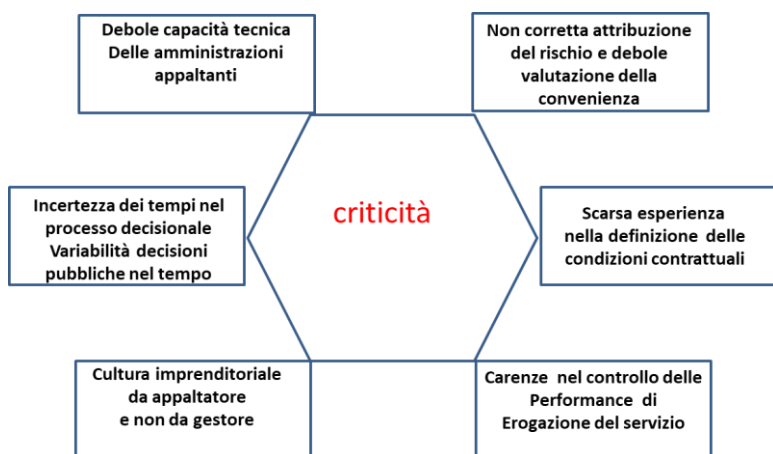 Debole capacità tecnica
Delle amministrazioni
appaltanti
Non corretta attribuzione
del rischio e debole
valutazione della
convenienza
criticità
Incertezza dei tempi nel
processo decisionale
Variabilità decisioni
pubbliche nel tempo
Scarsa esperienza
nella definizione delle
condizioni contrattuali
Cultura imprenditoriale
da appaltatore
e non da gestore
Carenze nel controllo delle
Performance di
Erogazione del servizio